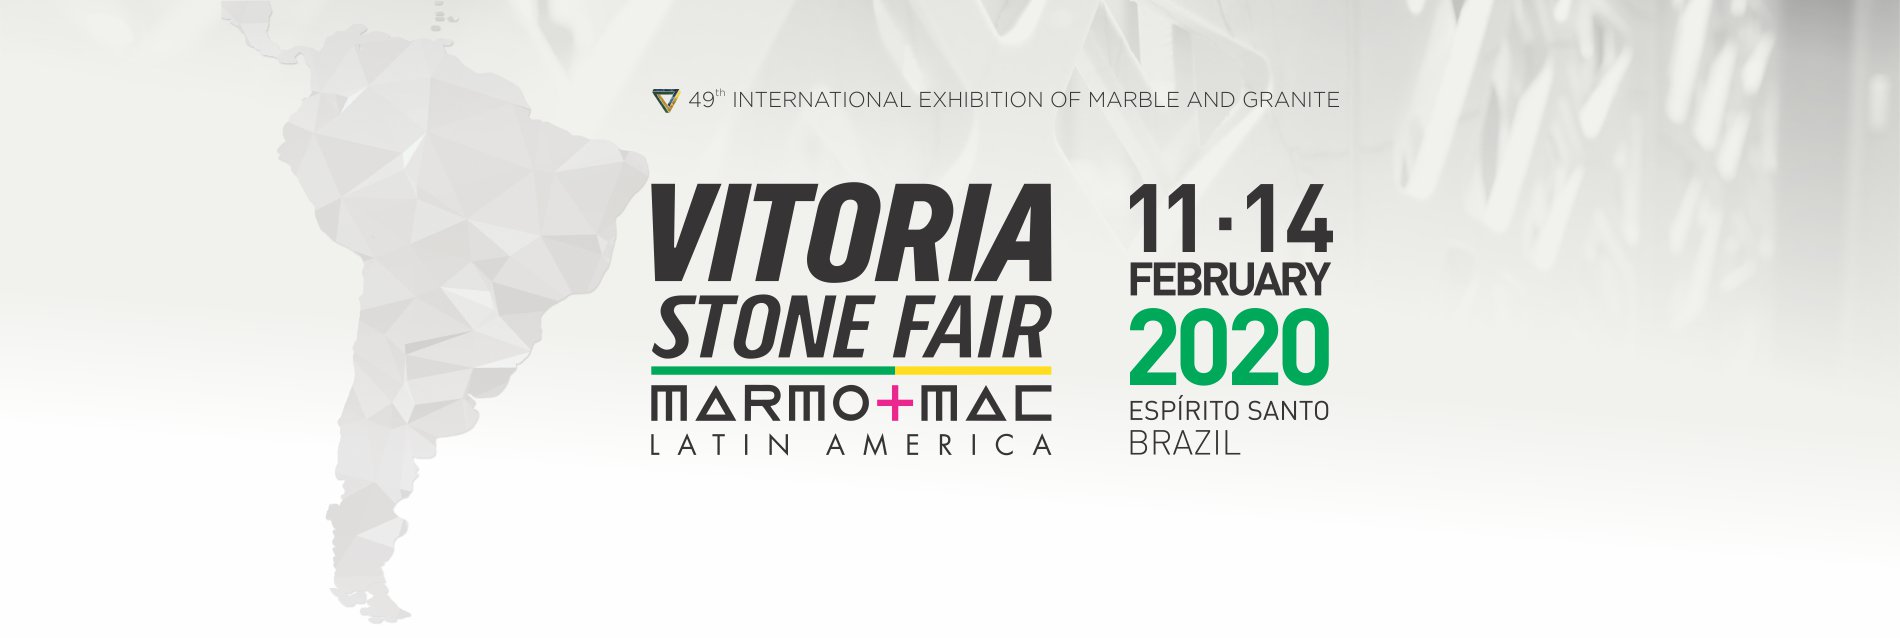 49th INTERNATIONAL EXHIBITION OF MARBLE AND GRANITE
VITORIA
STONE FAIR
MARMO+MAC
LATIN AMERICA
11·14
FEBRUARY
2020
ESPÍRITO SANTO
BRAZIL